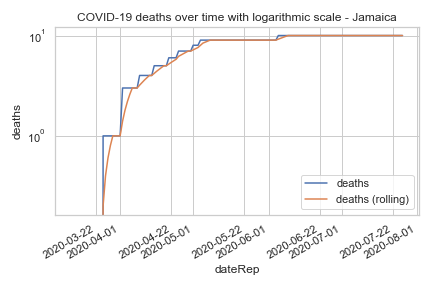 COVID-19 deaths over time with logarithmic scale - Jamaica
deaths
10¹
10⁰
deaths
deaths (rolling)
2020-03-22
2020-04-01
2020-04-22
2020-05-01
2020-05-22
2020-06-01
2020-06-22
2020-07-01
2020-07-22
2020-08-01
dateRep